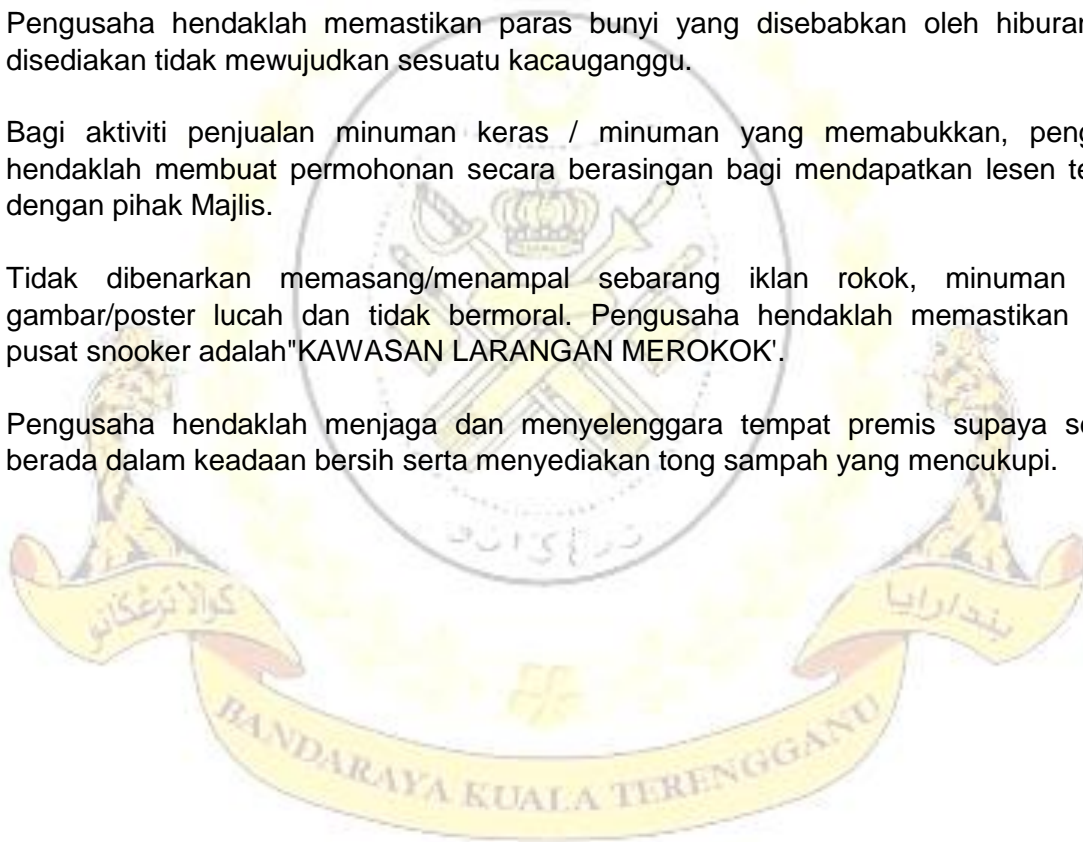 Pengusaha hendaklah memastikan paras bunyi yang disebabkan oleh hiburan
disediakan tidak mewujudkan sesuatu kacauganggu.
Bagi aktiviti penjualan minuman keras / minuman yang memabukkan,
hendaklah membuat permohonan secara berasingan bagi mendapatkan lesen
dengan pihak Majlis.
Tidak dibenarkan memasang/menampal sebarang iklan rokok, minuman
gambar/poster lucah dan tidak bermoral. Pengusaha hendaklah memastikan
pusat snooker adalah"KAWASAN LARANGAN MEROKOK'.
Pengusaha hendaklah menjaga dan menyelenggara tempat premis supaya
berada dalam keadaan bersih serta menyediakan tong sampah yang mencukupi.
ترڠݢانو
كوالا ترڠݢانو
بندارايا
BANDARAYA KUALA TERENGGANU